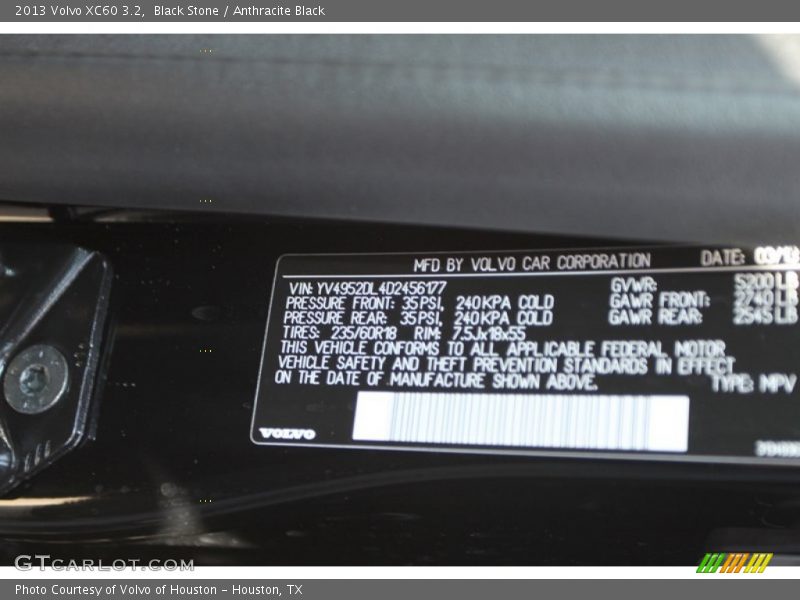 2013 Volvo XC60 3.2, Black Stone / Anthracite Black
MFD BY VOLVO CAR CORPORATION DATE:
VIN: YV4952DL4D2456177 GVWR: 5200 LB
PRESSURE FRONT: 35 PSI, 240 KPA COLD GAWR FRONT: 2740 LB
PRESSURE REAR: 35 PSI, 240 KPA COLD GAWR REAR: 2545 LB
TIRES: 235/60R18 RIM: 7,5Jx18x55
THIS VEHICLE CONFORMS TO ALL APPLICABLE FEDERAL MOTOR
VEHICLE SAFETY AND THEFT PREVENTION STANDARDS IN EFFECT
ON THE DATE OF MANUFACTURE SHOWN ABOVE. TYPE: MPV
VOLVO
GTCARLOT.COM
Photo Courtesy of Volvo of Houston - Houston, TX